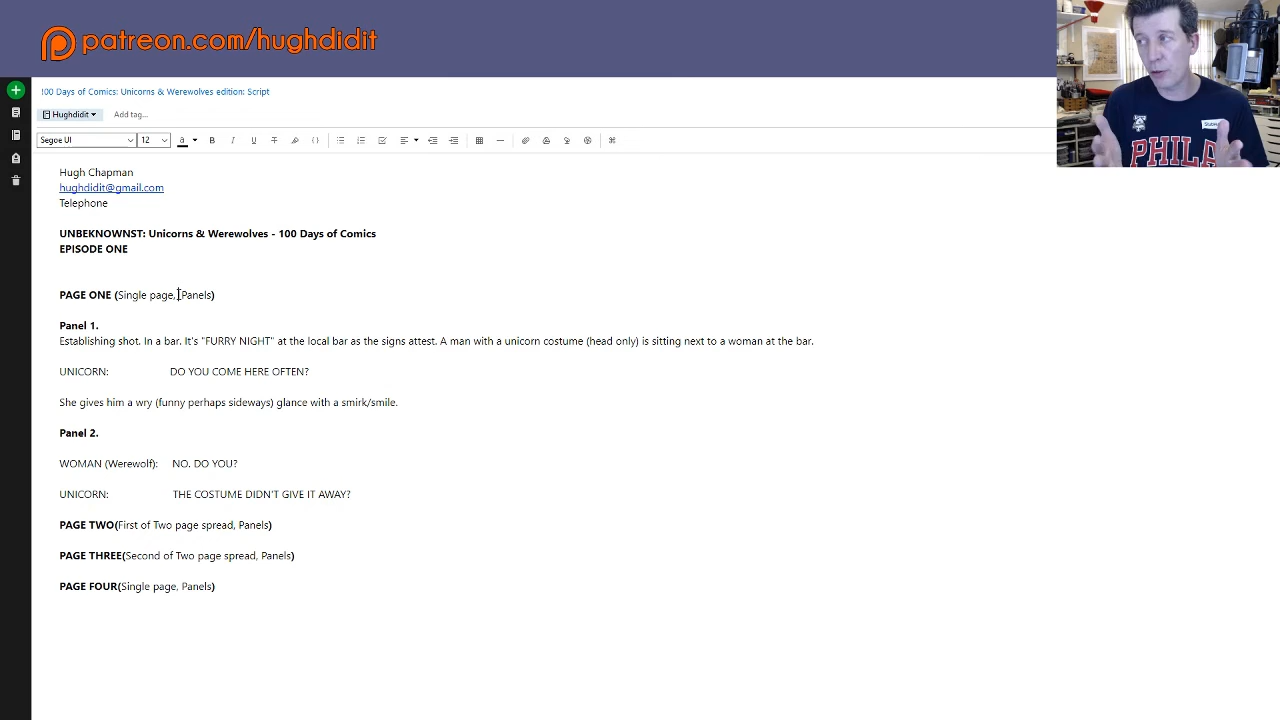 patreon.com/hughdidit
100 Days of Comics: Unicorns & Werewolves edition: Script
Hughdidit Add tag...
Segoe UI 12 a B I U T
Hugh Chapman
hughdidit@gmail.com
Telephone
UNBEKNOWNST: Unicorns & Werewolves - 100 Days of Comics
EPISODE ONE
PAGE ONE (Single page, Panels)
Panel 1.
Establishing shot. In a bar. It's "FURRY NIGHT" at the local bar as the signs attest. A man with a unicorn costume (head only) is sitting next to a woman at the bar.
UNICORN: DO YOU COME HERE OFTEN?
She gives him a wry (funny perhaps sideways) glance with a smirk/smile.
Panel 2.
WOMAN (Werewolf): NO. DO YOU?
UNICORN: THE COSTUME DIDN'T GIVE IT AWAY?
PAGE TWO(First of Two page spread, Panels)
PAGE THREE(Second of Two page spread, Panels)
PAGE FOUR(Single page, Panels)
PHILA